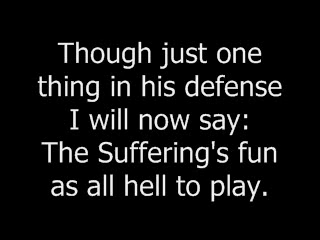 Though just one
thing in his defense
I will now say:
The Suffering's fun
as all hell to play.